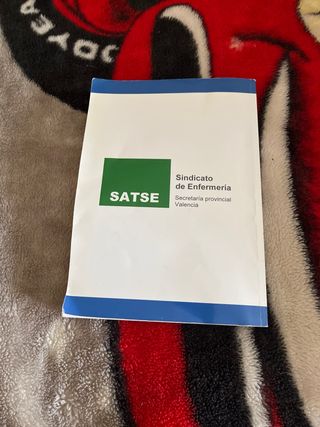 SATSE
Sindicato
de Enfermería
Secretaría provincial
Valencia